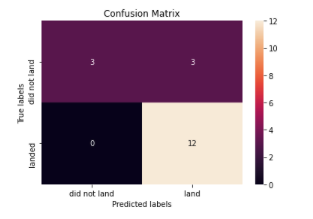 Confusion Matrix
True labels
did not land
landed
3 3
0 12
did not land land
Predicted labels
12
10
8
6
4
2
0